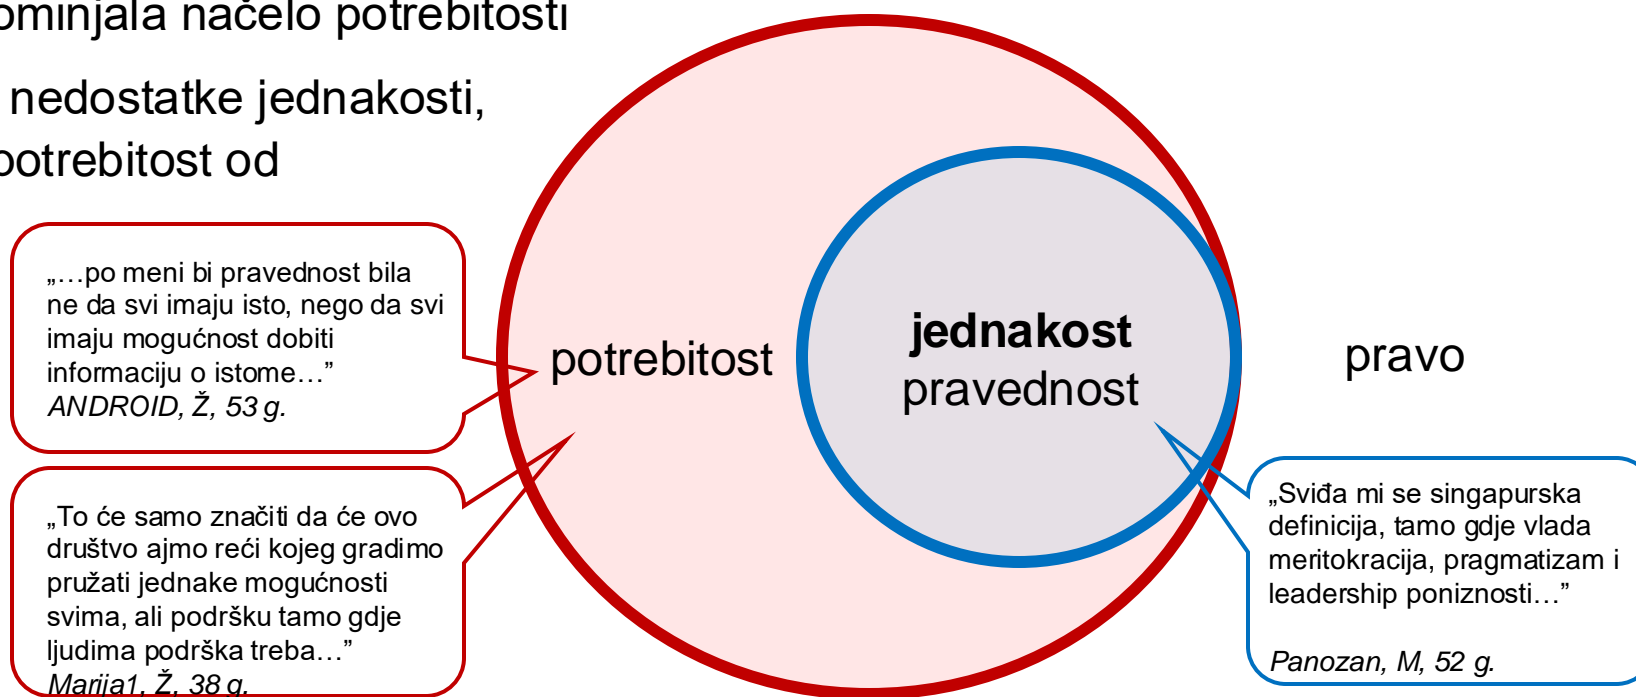 ominjala načelo potrebitosti
nedostatke jednakosti,
potrebitost od
„…po meni bi pravednost bila
ne da svi imaju isto, nego da svi
imaju mogućnost dobiti
informaciju o istome…”
ANDROID, Ž, 53 g.
„To će samo značiti da će ovo
društvo ajmo reći kojeg gradimo
pružati jednake mogućnosti
svima, ali podršku tamo gdje
ljudima podrška treba…”
Marija1, Ž, 38 g.
potrebitost
jednakost
pravednost
pravo
„Sviđa mi se singapurska
definicija, tamo gdje vlada
meritokracija, pragmatizam i
leadership poniznosti…”
Panozan, M, 52 g.